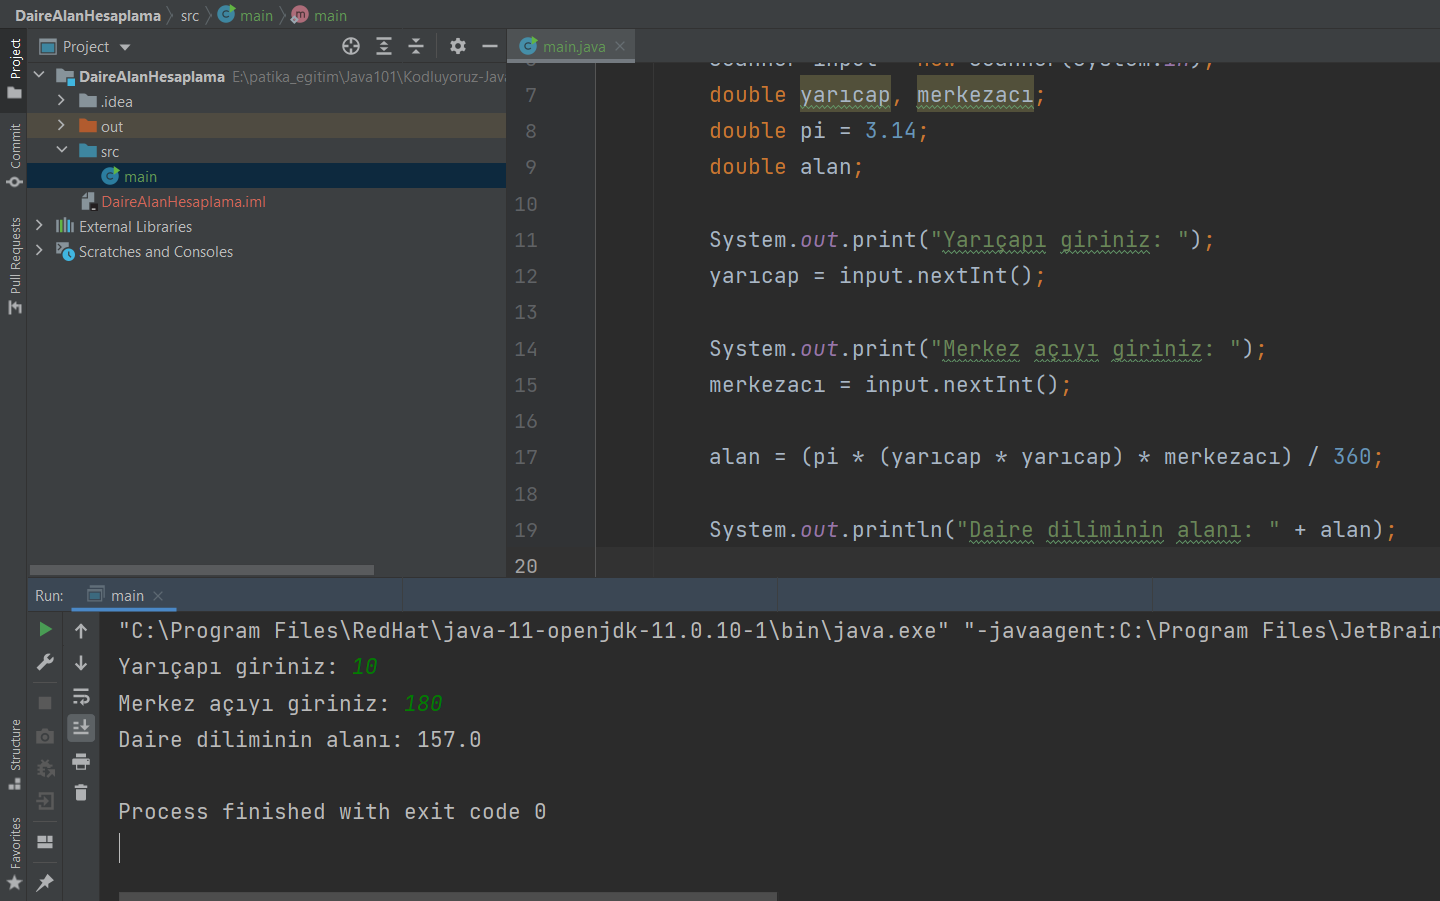 DaireAlanHesaplama src main main
Project
main.java
Project
DaireAlanHesaplama E:\patika_egitim\Java101\Kodluyoruz-Java
.idea
out
src
main
DaireAlanHesaplama.iml
External Libraries
Scratches and Consoles
Commit
Pull Requests
7 double yarıcap, merkezacı;
8 double pi = 3.14;
9 double alan;
10
11 System.out.print("Yarıçapı giriniz: ");
12 yarıcap = input.nextInt();
13
14 System.out.print("Merkez açıyı giriniz: ");
15 merkezacı = input.nextInt();
16
17 alan = (pi * (yarıcap * yarıcap) * merkezacı) / 360;
18
19 System.out.println("Daire diliminin alanı: " + alan);
20
Run: main
"C:\Program Files\RedHat\java-11-openjdk-11.0.10-1\bin\java.exe" "-javaagent:C:\Program Files\JetBrain
Yarıçapı giriniz: 10
Merkez açıyı giriniz: 180
Daire diliminin alanı: 157.0
Process finished with exit code 0
Structure
Favorites